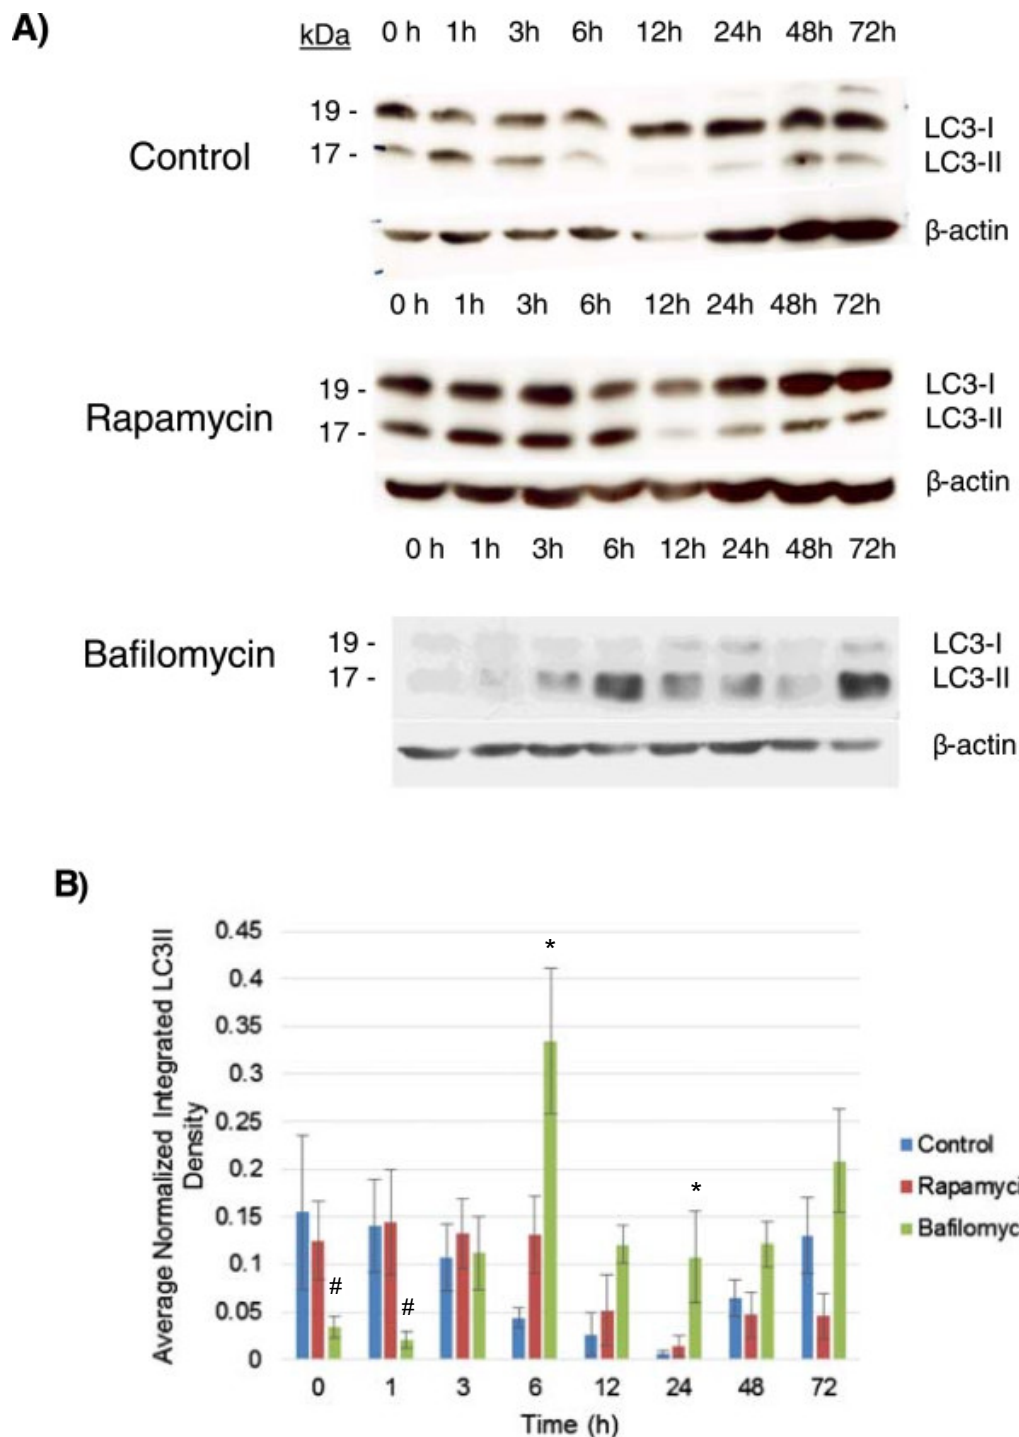 A)
kDa 0 h 1h 3h 6h 12h 24h 48h 72h
19 -
LC3-I
Control
17 -
LC3-II
β-actin
0 h 1h 3h 6h 12h 24h 48h 72h
19 -
LC3-I
Rapamycin
17 -
LC3-II
β-actin
0 h 1h 3h 6h 12h 24h 48h 72h
Bafilomycin
19 -
LC3-I
17 -
LC3-II
β-actin
B)
Average Normalized Integrated LC3II
Density
0.45
0.4
0.35
0.3
0.25
0.2
0.15
0.1
0.05
0
#
#
*
*
0 1 3 6 12 24 48 72
Time (h)
Control
Rapamyci
Bafilomyc